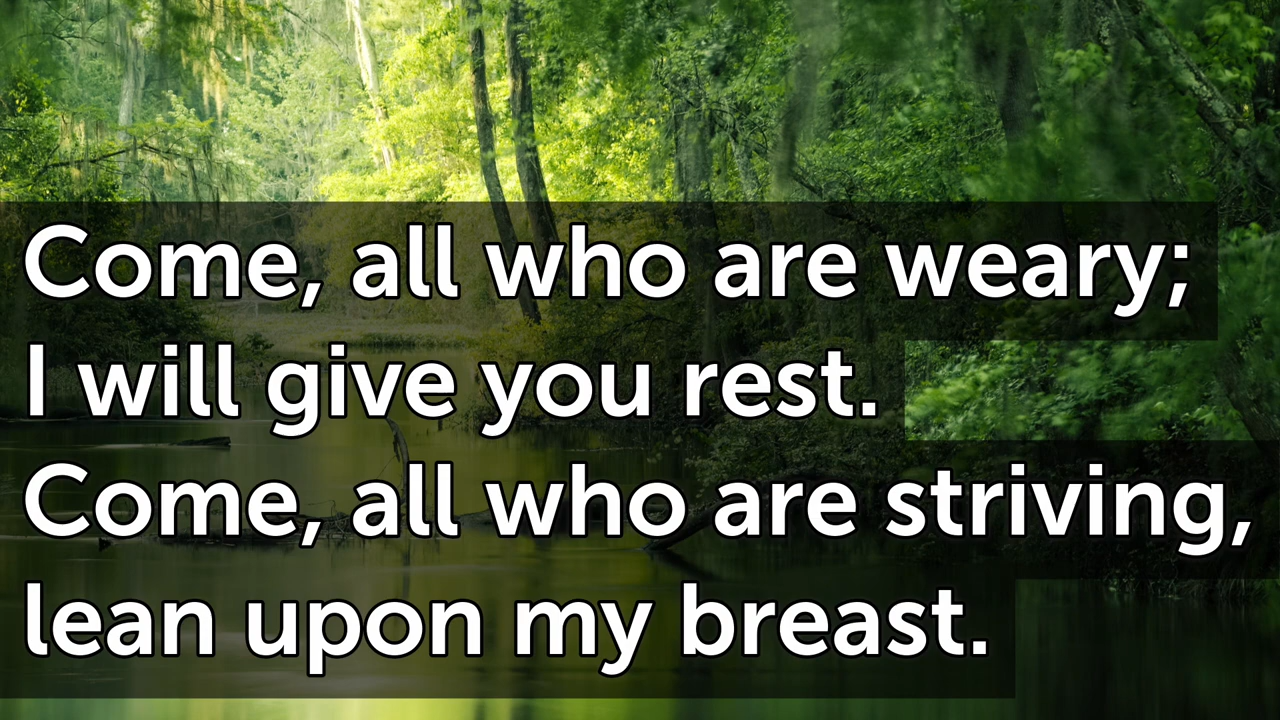 Come, all who are weary;
I will give you rest.
Come, all who are striving,
lean upon my breast.